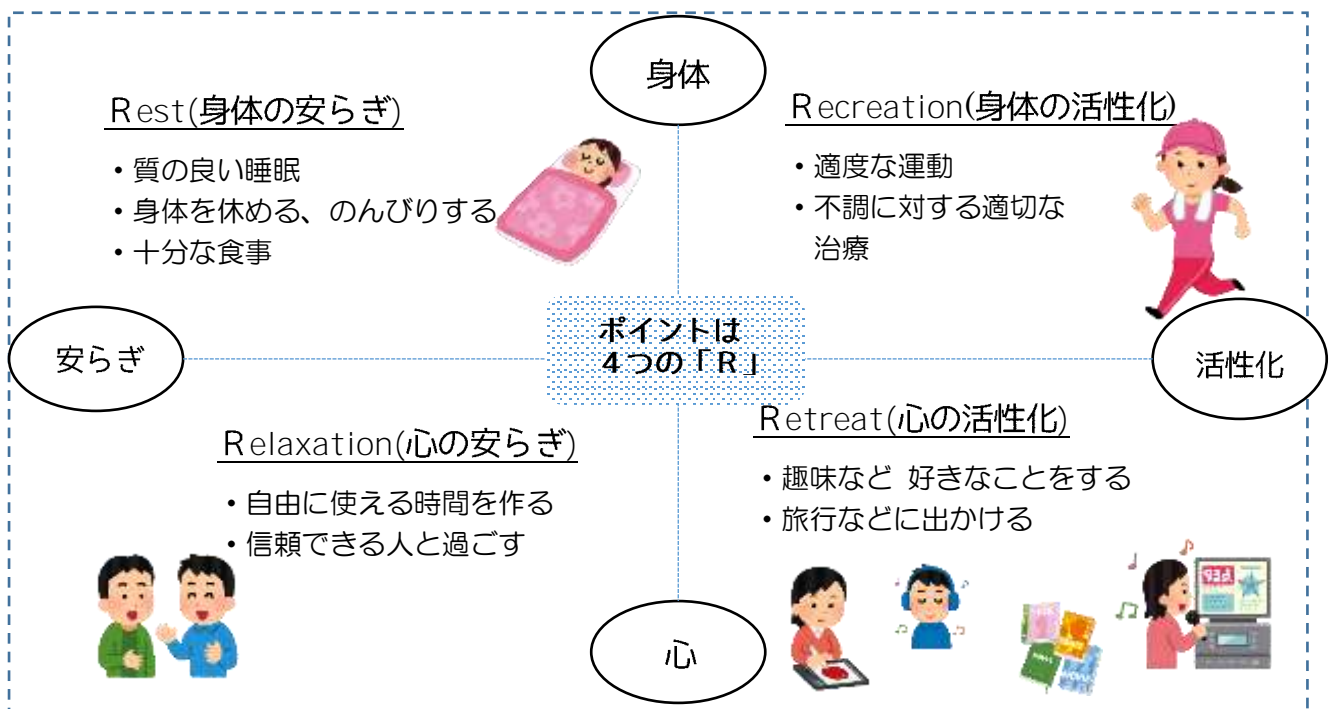 身体
Rest(身体の安らぎ)
・質の良い睡眠
・身体を休める、のんびりする
・十分な食事
Recreation(身体の活性化)
・適度な運動
・不調に対する適切な
治療
安らぎ
ポイントは
4つの「R」
活性化
Relaxation(心の安らぎ)
・自由に使える時間を作る
・信頼できる人と過ごす
Retreat(心の活性化)
・趣味など 好きなことをする
・旅行などに出かける
心